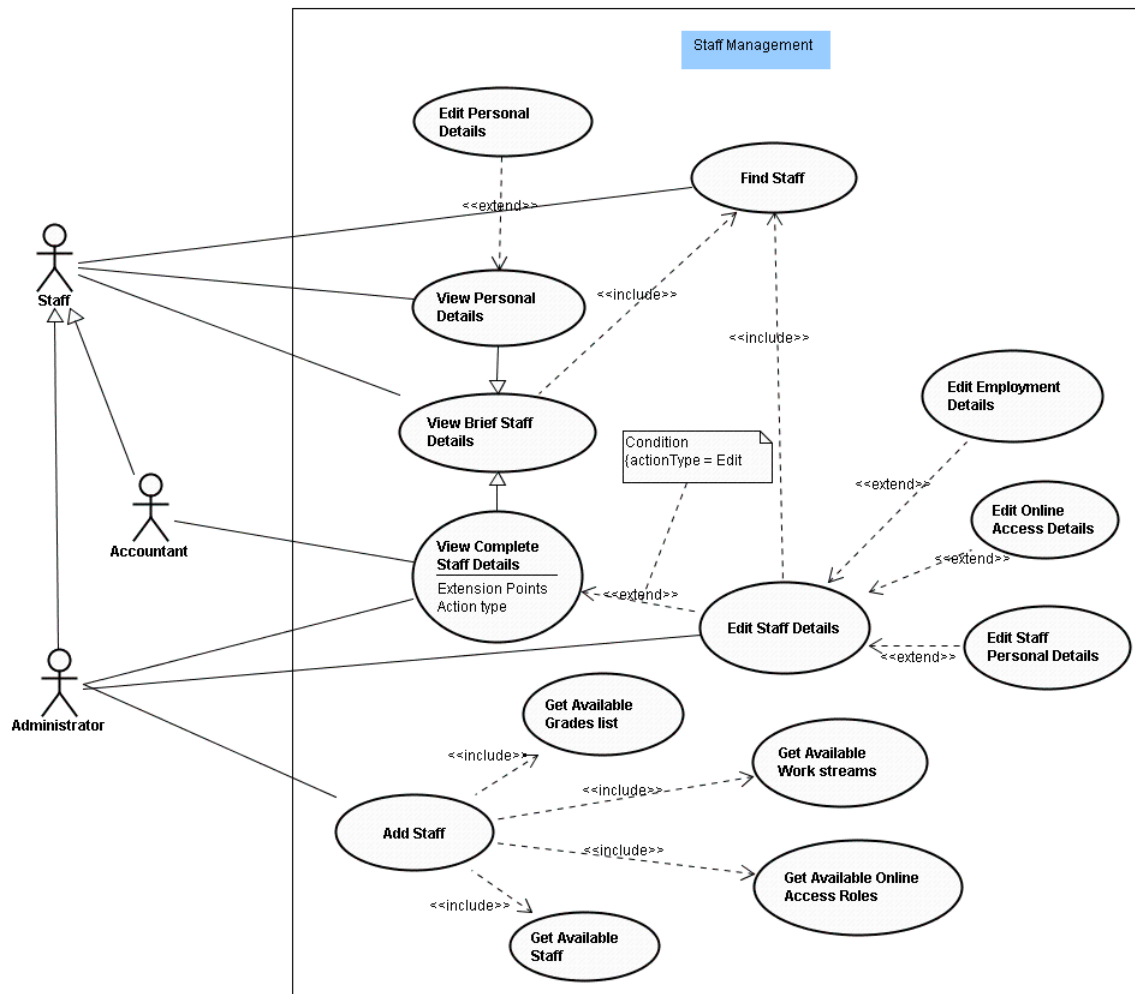 Staff Management
Edit Personal
Details
Find Staff
<<extend>>
Staff
View Personal
Details
<<include>>
<<include>>
Edit Employment
Details
View Brief Staff
Details
Condition
{actionType = Edit
<<extend>>
Edit Online
Access Details
Accountant
View Complete
Staff Details
Extension Points
Action type
<<extend>>
<<extend>>
Edit Staff Details
Edit Staff
Personal Details
<<extend>>
Administrator
Get Available
Grades list
<<include>>
Get Available
Work streams
<<include>>
Add Staff
<<include>>
Get Available Online
Access Roles
<<include>>
Get Available
Staff